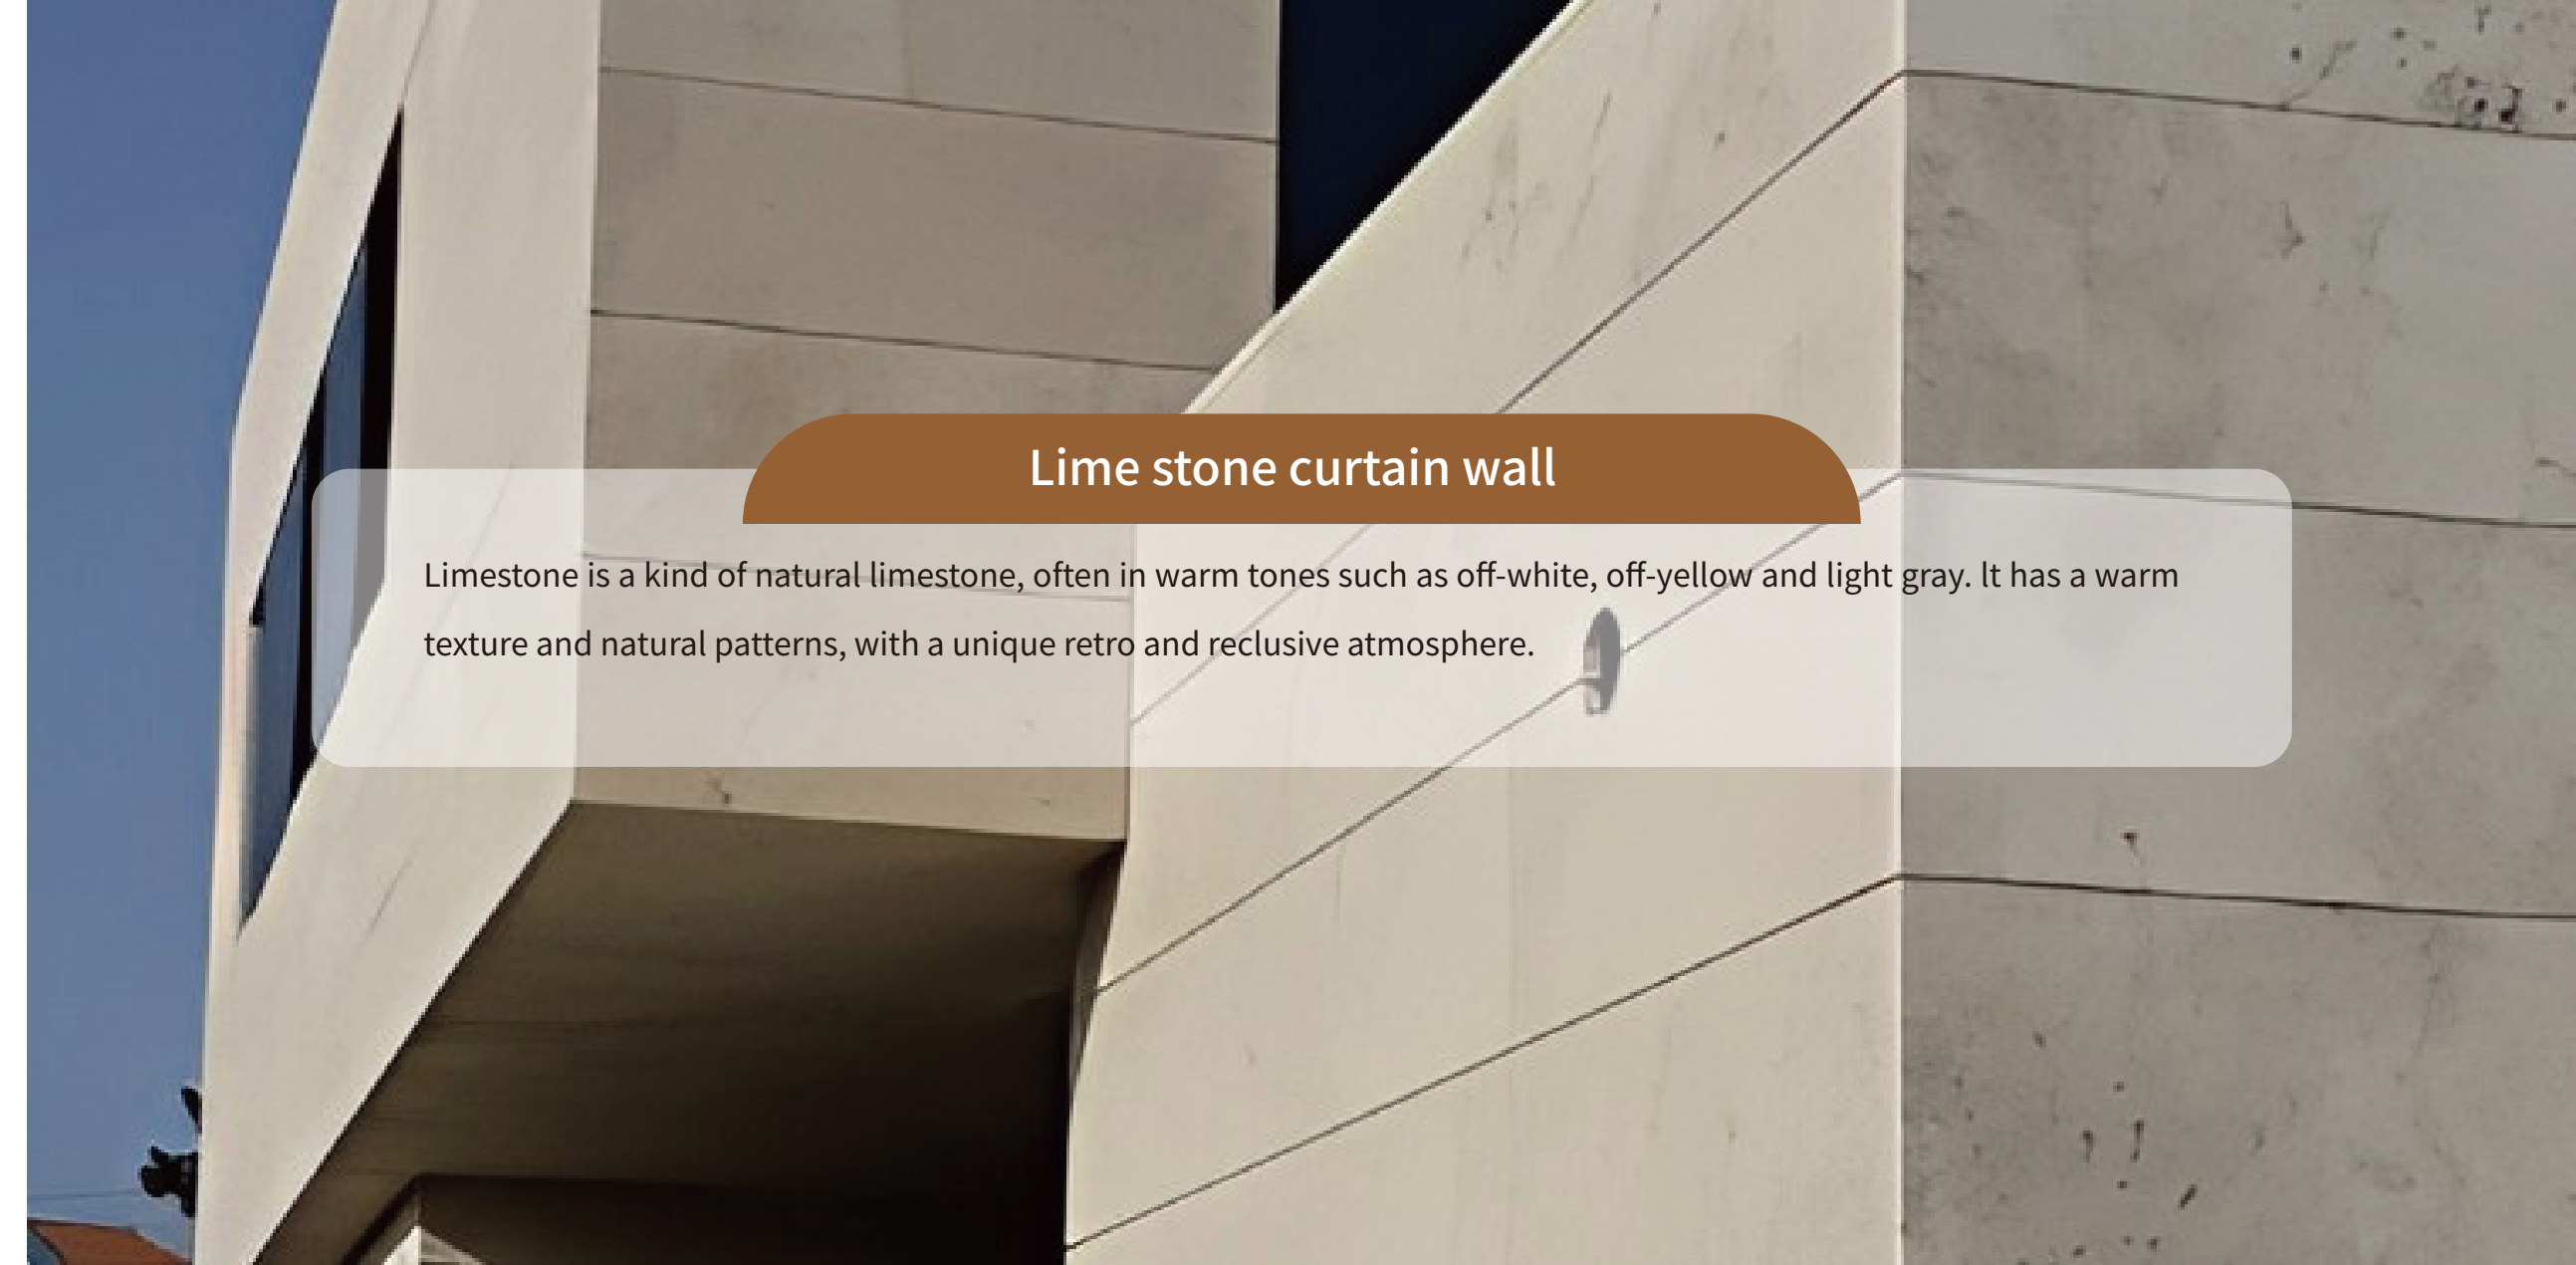 Lime stone curtain wall
Limestone is a kind of natural limestone, often in warm tones such as off-white, off-yellow and light gray. lt has a warm
texture and natural patterns, with a unique retro and reclusive atmosphere.